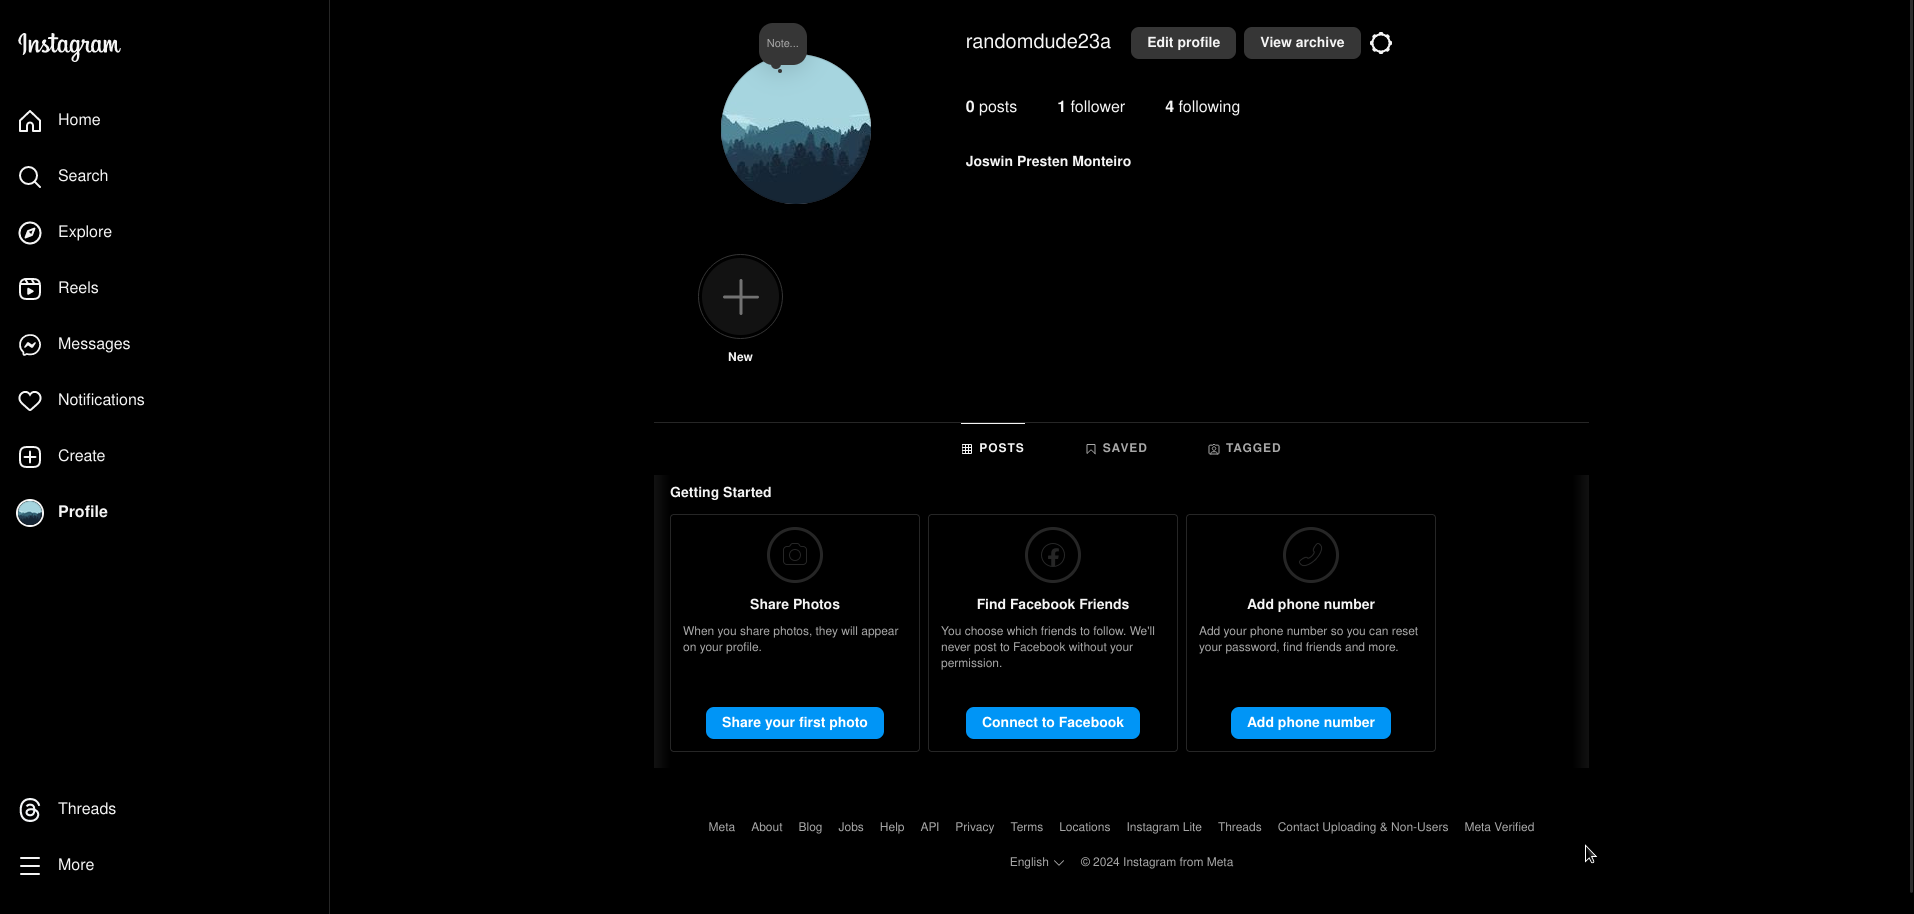 Instagram
Home
Search
Explore
Reels
Messages
Notifications
Create
Profile
Threads
More
Note...
randomdude23a
Edit profile
View archive
0 posts
1 follower
4 following
Joswin Presten Monteiro
New
POSTS
SAVED
TAGGED
Getting Started
Share Photos
When you share photos, they will appear
on your profile.
Share your first photo
Find Facebook Friends
You choose which friends to follow. We'll
never post to Facebook without your
permission.
Connect to Facebook
Add phone number
Add your phone number so you can reset
your password, find friends and more.
Add phone number
Meta About Blog Jobs Help API Privacy Terms Locations Instagram Lite Threads Contact Uploading & Non-Users Meta Verified
English © 2024 Instagram from Meta